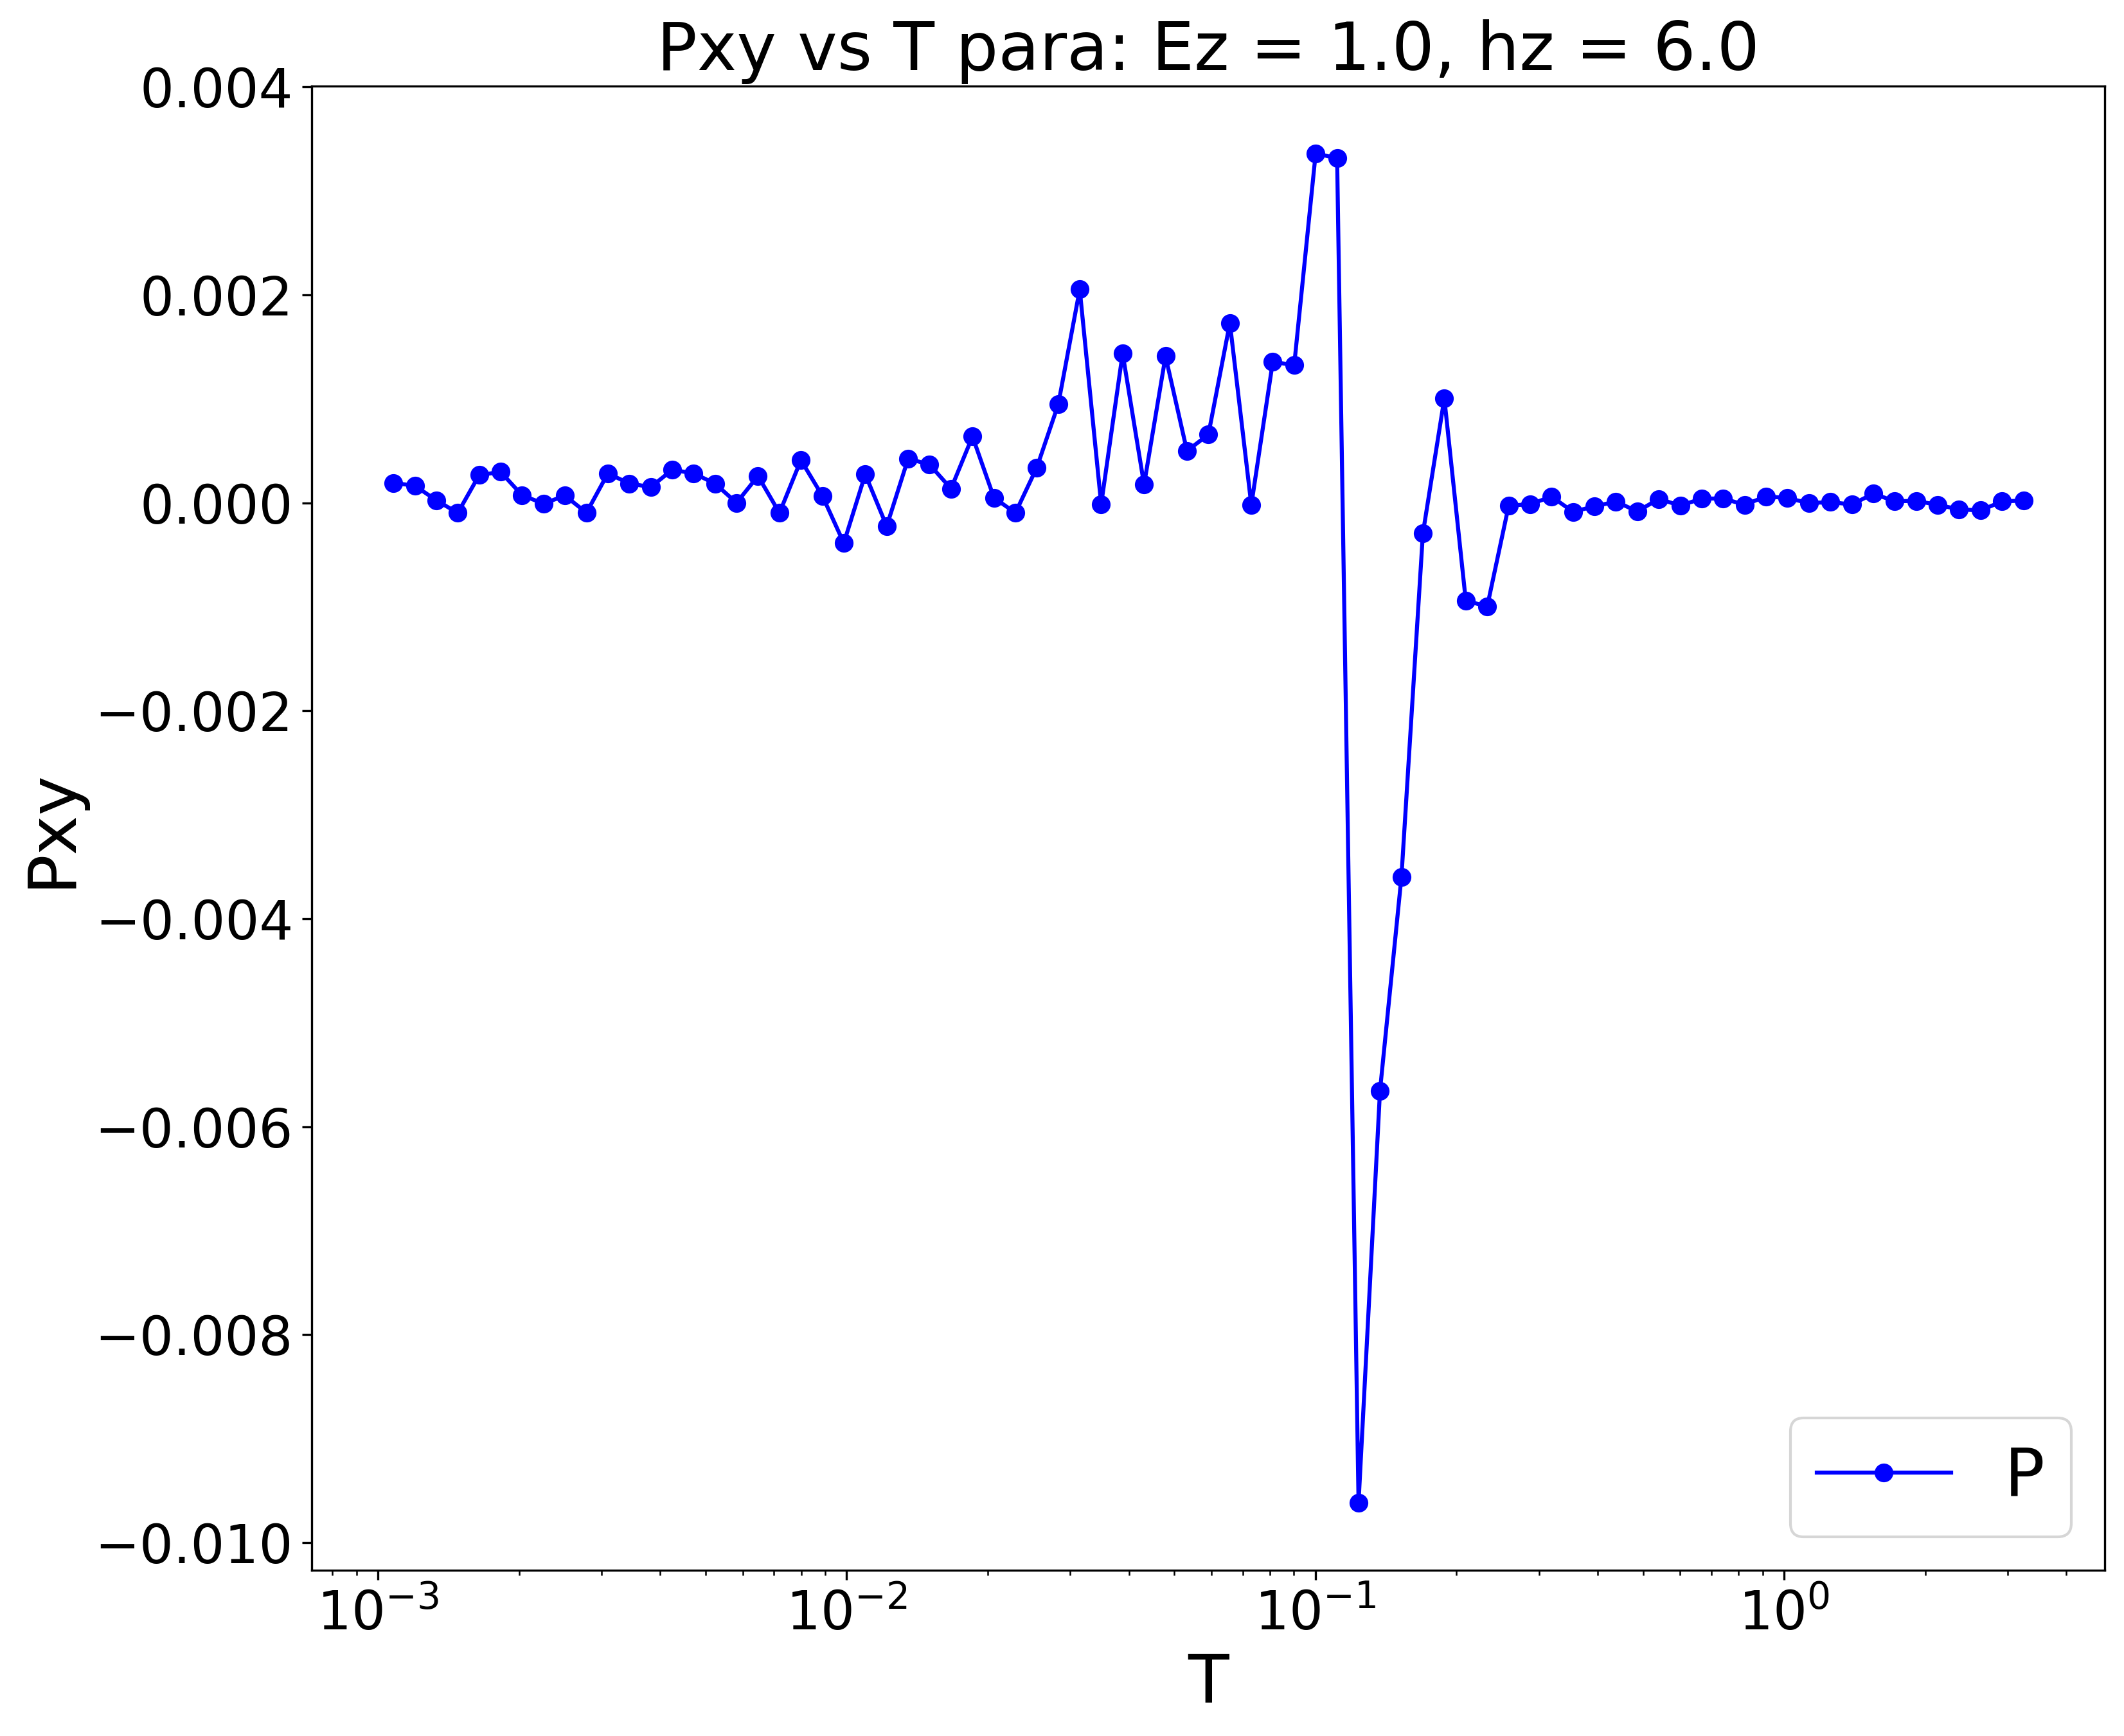 Pxy vs T para: Ez = 1.0, hz = 6.0
0.004
0.002
0.000
−0.002
−0.004
−0.006
−0.008
−0.010
Pxy
P
10⁻³ 10⁻² 10⁻¹ 10⁰
T